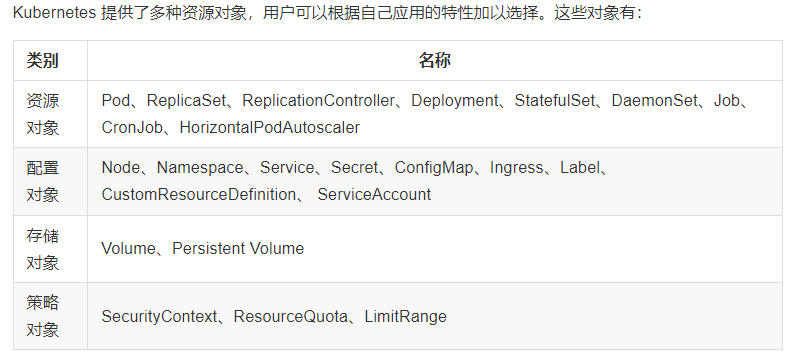 Kubernetes 提供了多种资源对象，用户可以根据自己应用的特性加以选择。这些对象有：
类别 名称
资源对象 Pod、ReplicaSet、ReplicationController、Deployment、StatefulSet、DaemonSet、Job、
CronJob、HorizontalPodAutoscaler
配置对象 Node、Namespace、Service、Secret、ConfigMap、Ingress、Label、
CustomResourceDefinition、 ServiceAccount
存储对象 Volume、Persistent Volume
策略对象 SecurityContext、ResourceQuota、LimitRange